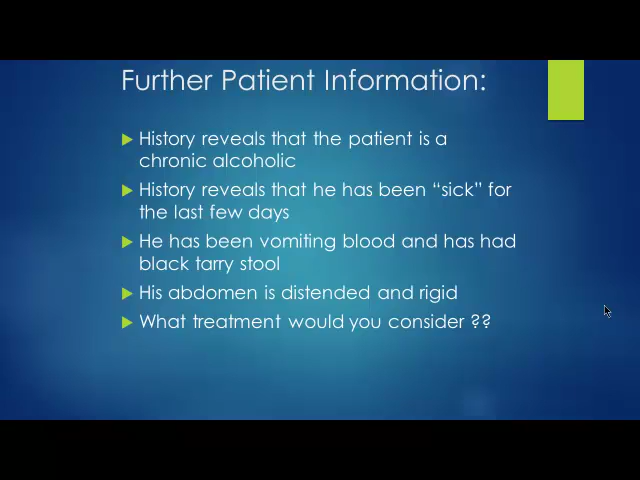 Further Patient Information:
History reveals that the patient is a
chronic alcoholic
History reveals that he has been “sick” for
the last few days
He has been vomiting blood and has had
black tarry stool
His abdomen is distended and rigid
What treatment would you consider ??